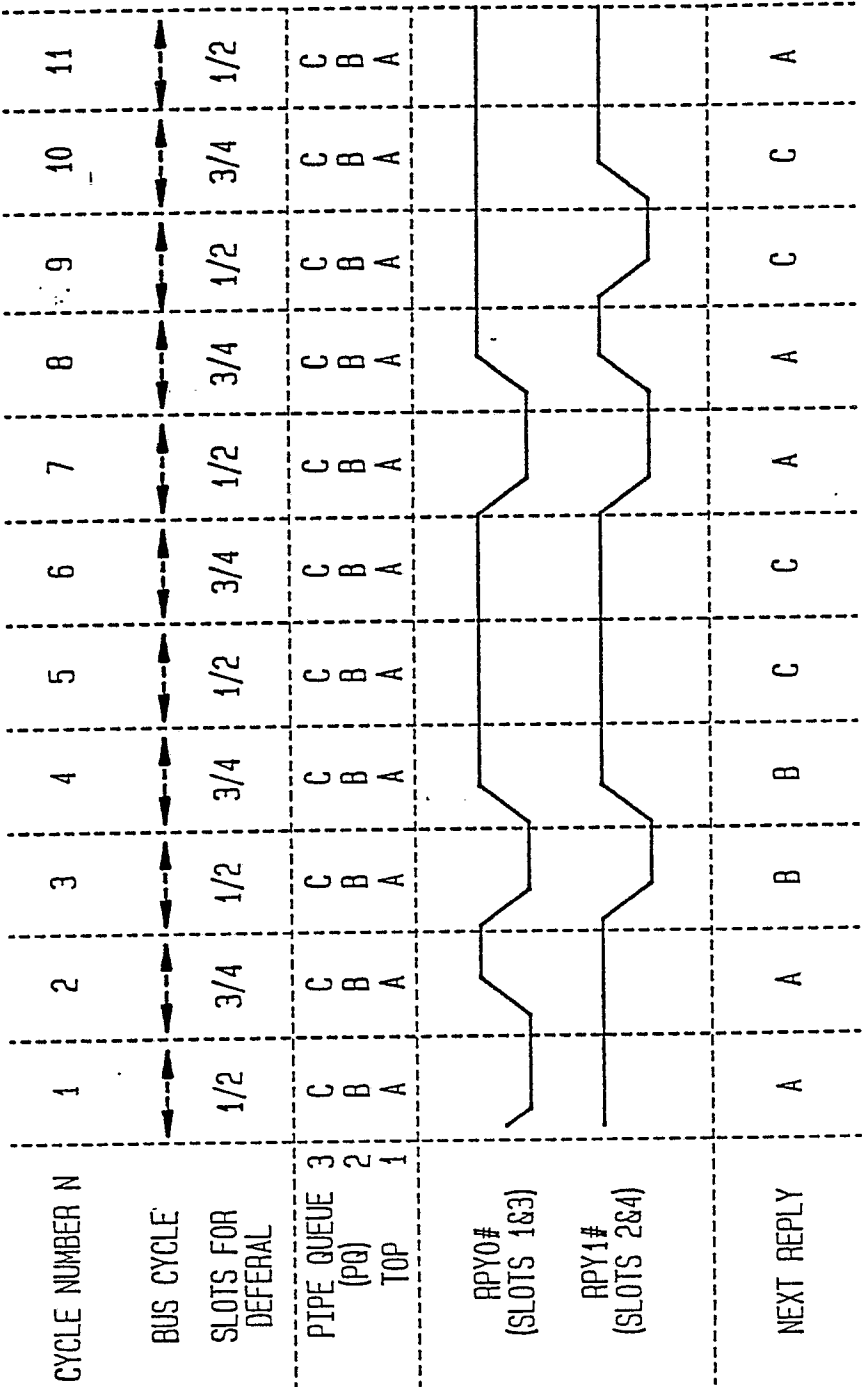 CYCLE NUMBER N 1 2 3 4 5 6 7 8 9 10 11
BUS CYCLE
SLOTS FOR DEFERAL 1/2 3/4 1/2 3/4 1/2 3/4 1/2 3/4 1/2 3/4 1/2
PIPE QUEUE 3 C C C C C C C C C C C
(PQ) 2 B B B B B B B B B B B
TOP 1 A A A A A A A A A A A
RPY0#
(SLOTS 1&3)
RPY1#
(SLOTS 2&4)
NEXT REPLY A A B B C C A A C C A